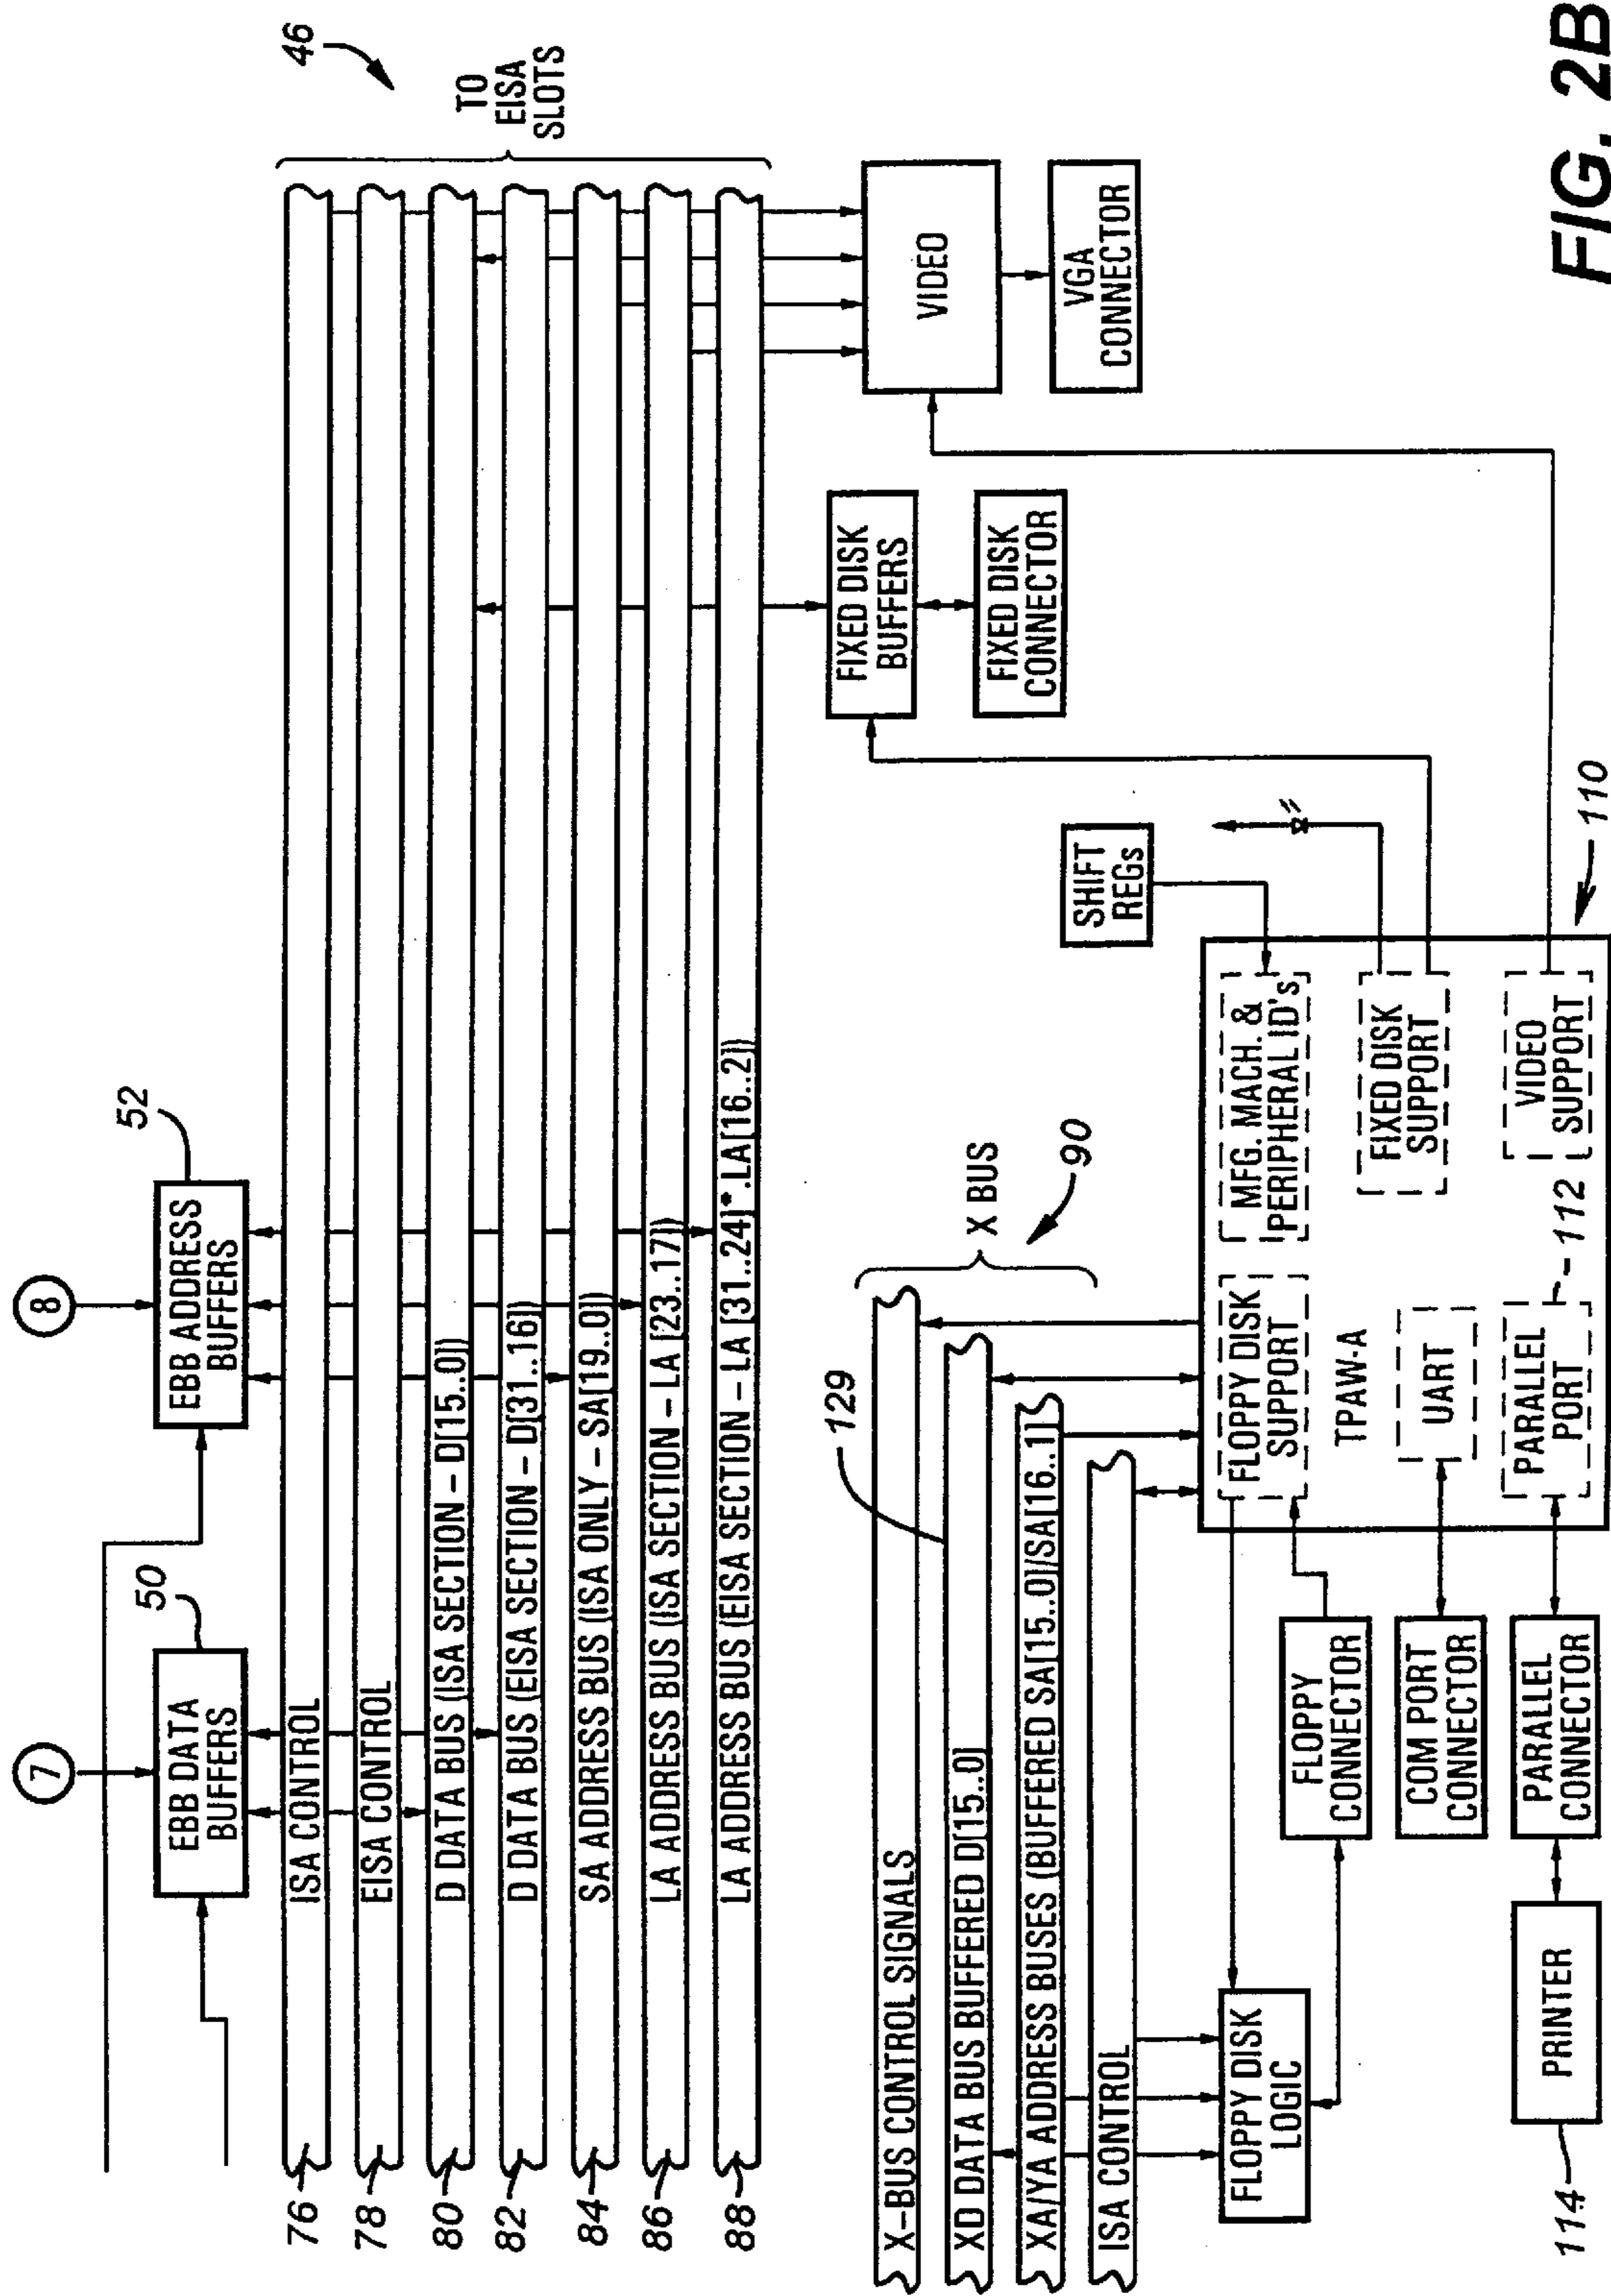 7
8
50
52
46
EBB DATA
BUFFERS
EBB ADDRESS
BUFFERS
TO
EISA
SLOTS
76
ISA CONTROL
78
EISA CONTROL
80
D DATA BUS (ISA SECTION – D[15..0])
82
D DATA BUS (EISA SECTION – D[31..16])
84
SA ADDRESS BUS (ISA ONLY – SA[19..0])
86
LA ADDRESS BUS (ISA SECTION – LA [23..17])
88
LA ADDRESS BUS (EISA SECTION – LA [31..24]*.LA[16..2])
VIDEO
VGA
CONNECTOR
FIXED DISK
BUFFERS
FIXED DISK
CONNECTOR
129
X-BUS CONTROL SIGNALS
XD DATA BUS BUFFERED D[15..0]
XA/YA ADDRESS BUSES (BUFFERED SA[15..0]/SA[16..1]
ISA CONTROL
X BUS
90
SHIFT
REGs
FLOPPY DISK
LOGIC
FLOPPY
CONNECTOR
COM PORT
CONNECTOR
PARALLEL
CONNECTOR
PRINTER
114
FLOPPY DISK
SUPPORT
MFG. MACH. &
PERIPHERAL ID's
TPAW-A
FIXED DISK
SUPPORT
UART
PARALLEL
PORT
112
VIDEO
SUPPORT
110
FIG. 2B